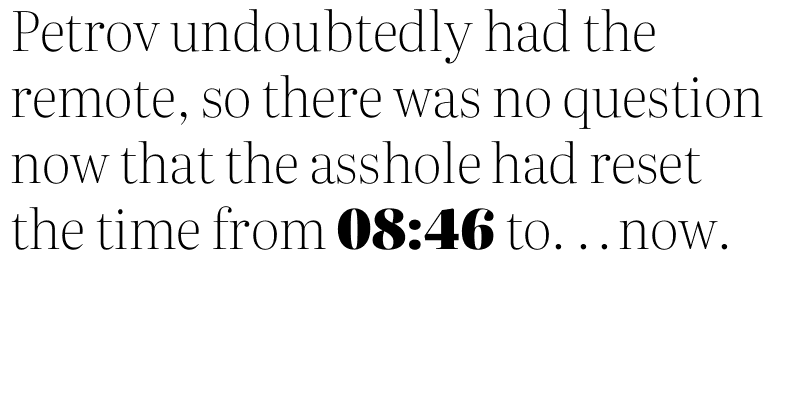 Petrov undoubtedly had the
remote, so there was no question
now that the asshole had reset
the time from 08:46 to. . . now.